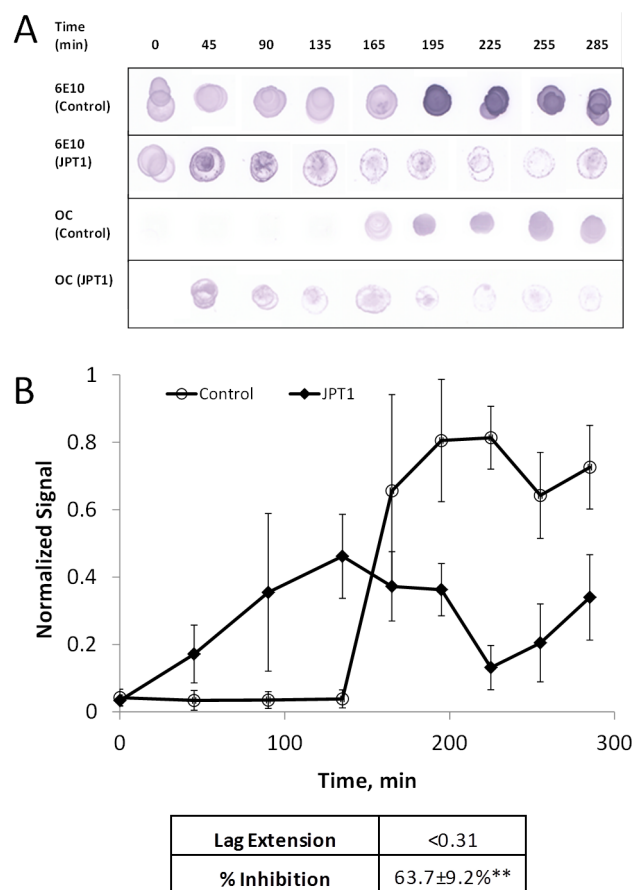 A
Time (min) 0 45 90 135 165 195 225 255 285
6E10 (Control)
6E10 (JPT1)
OC (Control)
OC (JPT1)
B
Control JPT1
Normalized Signal
1
0.8
0.6
0.4
0.2
0
0 100 200 300
Time, min
Lag Extension <0.31
% Inhibition 63.7±9.2%**